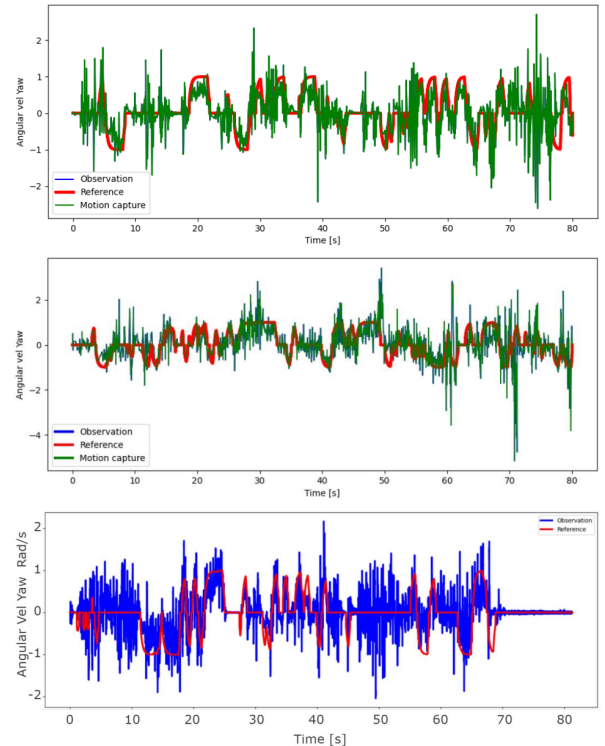 2
1
0
−1
−2
Angular vel Yaw
Observation
Reference
Motion capture
0 10 20 30 40 50 60 70 80
Time [s]
2
0
−2
−4
Angular vel Yaw
Observation
Reference
Motion capture
0 10 20 30 40 50 60 70 80
Time [s]
2
1
0
-1
-2
Angular Vel Yaw Rad/s
Observation
Reference
0 10 20 30 40 50 60 70 80
Time [s]